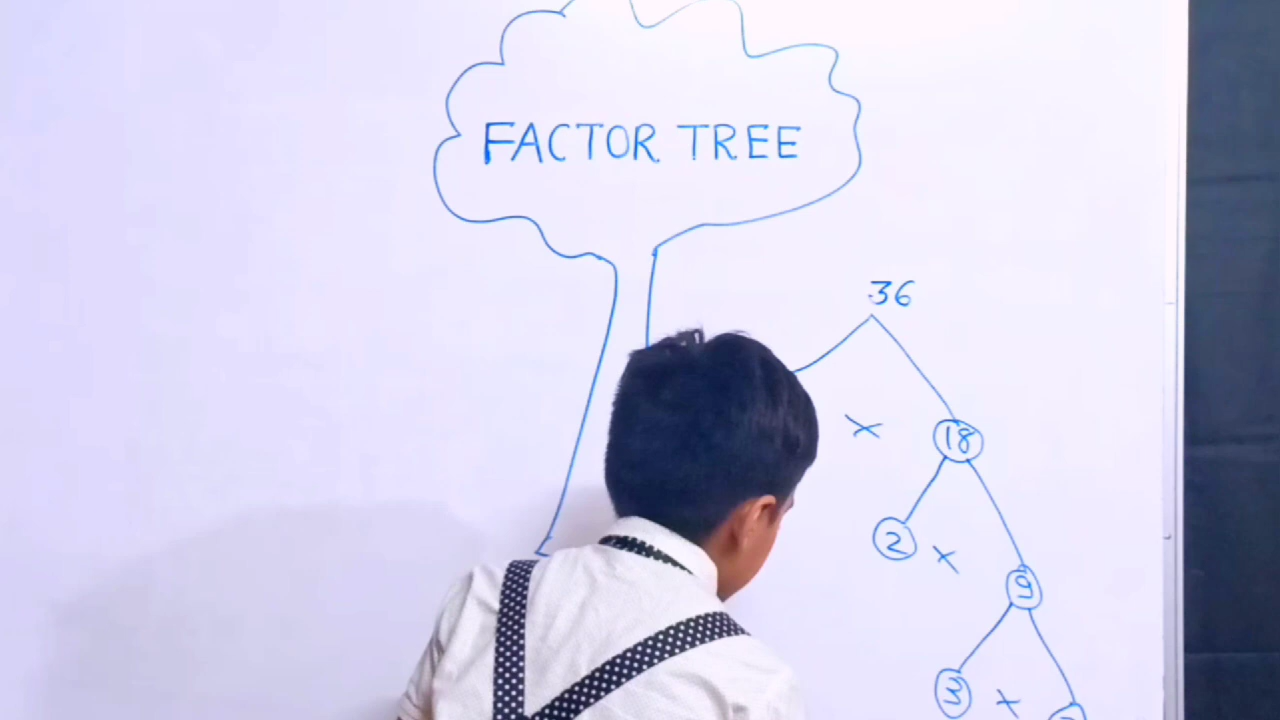 FACTOR TREE
36
× 18
2 × 9
3 ×